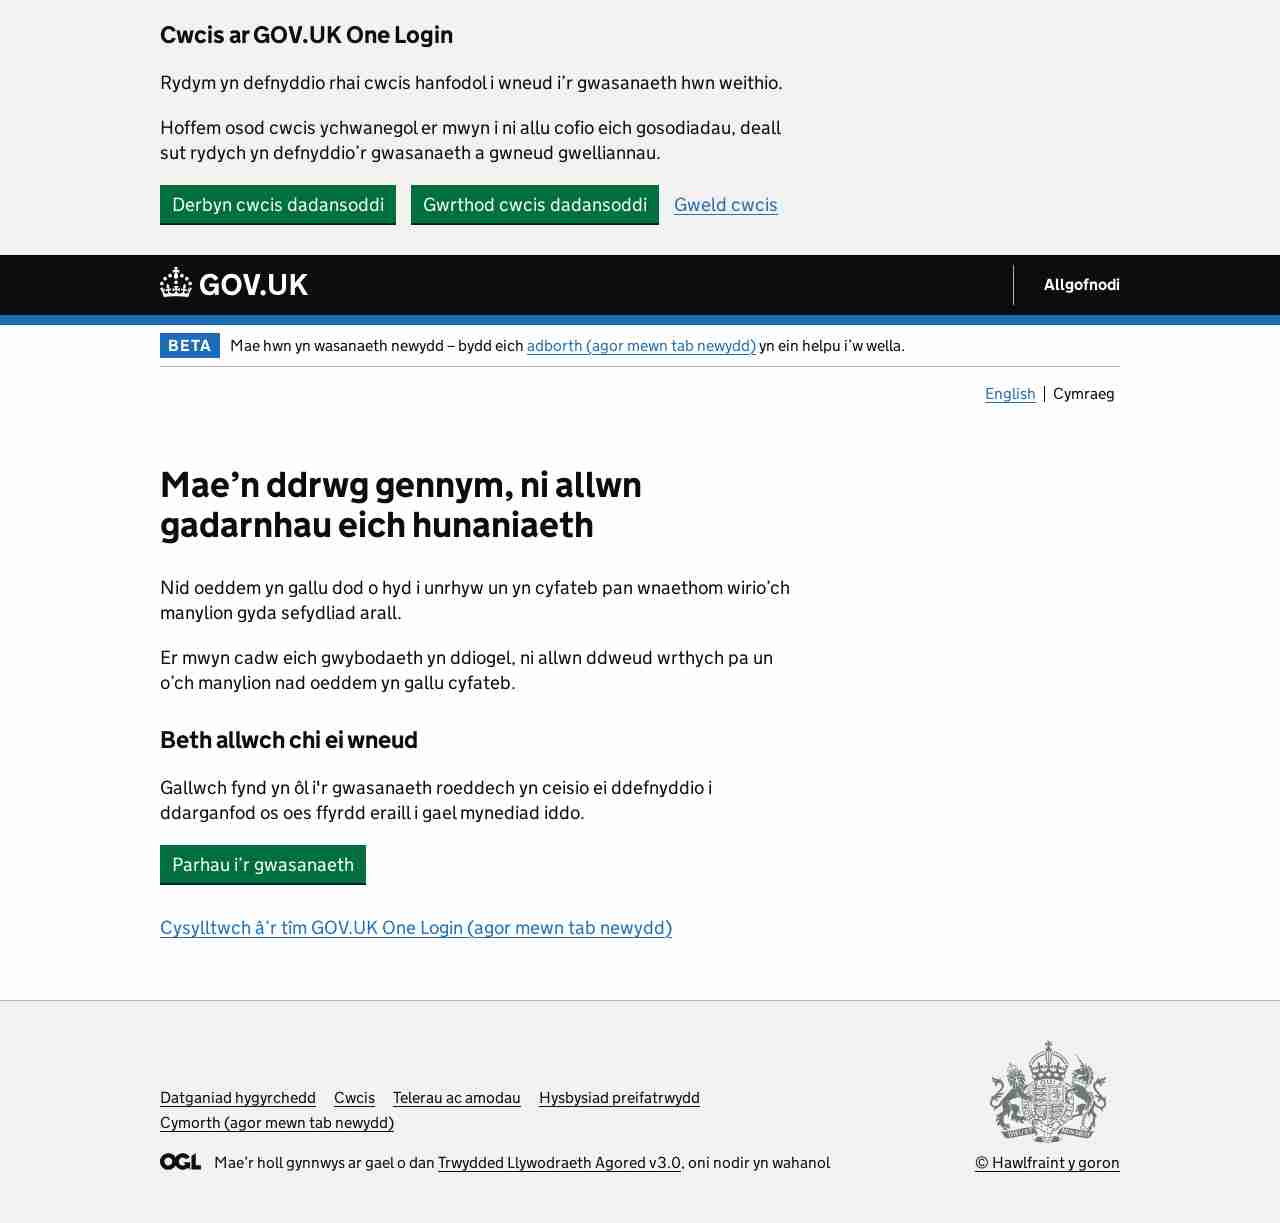 Cwcis ar GOV.UK One Login
Rydym yn defnyddio rhai cwcis hanfodol i wneud i’r gwasanaeth hwn weithio.
Hoffem osod cwcis ychwanegol er mwyn i ni allu cofio eich gosodiadau, deall
sut rydych yn defnyddio’r gwasanaeth a gwneud gwelliannau.
Derbyn cwcis dadansoddi Gwrthod cwcis dadansoddi Gweld cwcis
GOV.UK Allgofnodi
BETA Mae hwn yn wasanaeth newydd – bydd eich adborth (agor mewn tab newydd) yn ein helpu i’w wella.
English Cymraeg
Mae’n ddrwg gennym, ni allwn
gadarnhau eich hunaniaeth
Nid oeddem yn gallu dod o hyd i unrhyw un yn cyfateb pan wnaethom wirio’ch
manylion gyda sefydliad arall.
Er mwyn cadw eich gwybodaeth yn ddiogel, ni allwn ddweud wrthych pa un
o’ch manylion nad oeddem yn gallu cyfateb.
Beth allwch chi ei wneud
Gallwch fynd yn ôl i'r gwasanaeth roeddech yn ceisio ei ddefnyddio i
ddarganfod os oes ffyrdd eraill i gael mynediad iddo.
Parhau i’r gwasanaeth
Cysylltwch â’r tîm GOV.UK One Login (agor mewn tab newydd)
Datganiad hygyrchedd Cwcis Telerau ac amodau Hysbysiad preifatrwydd
Cymorth (agor mewn tab newydd)
OGL Mae’r holl gynnwys ar gael o dan Trwydded Llywodraeth Agored v3.0, oni nodir yn wahanol
© Hawlfraint y goron